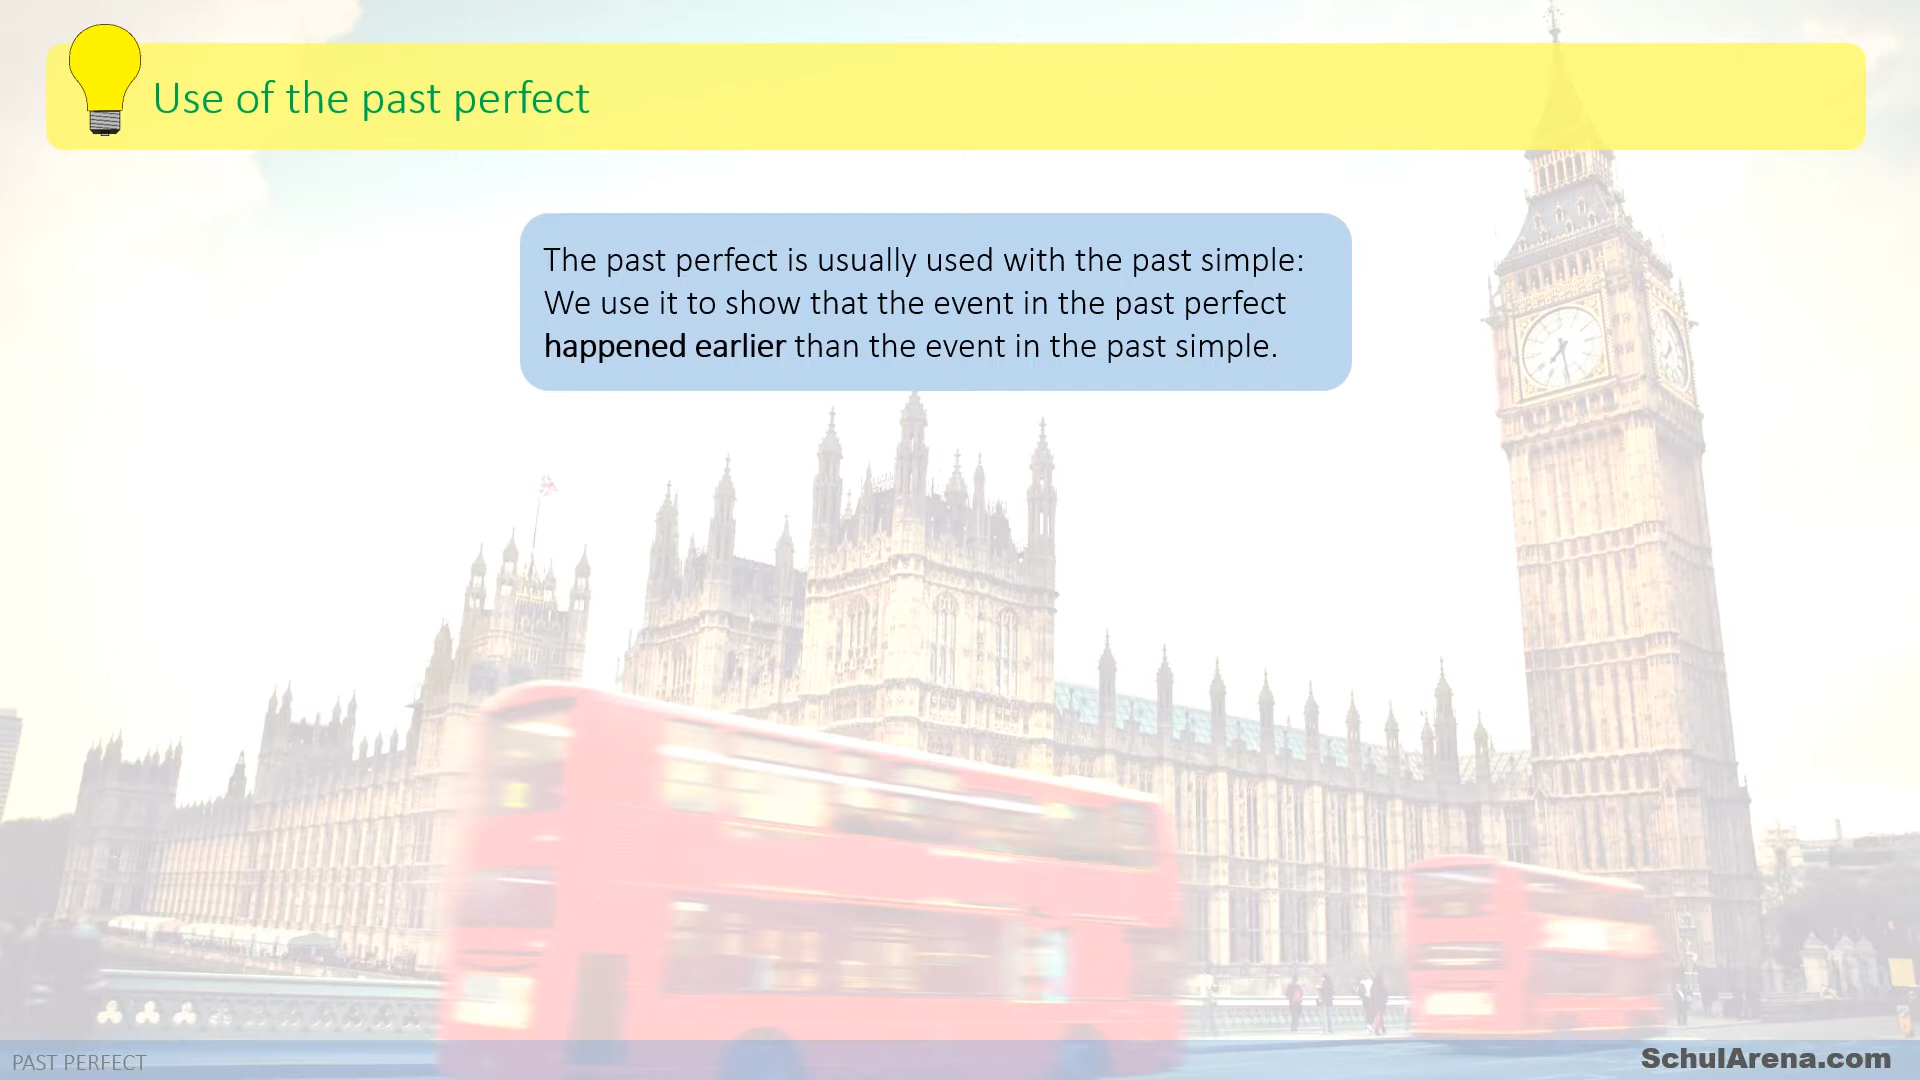 Use of the past perfect
The past perfect is usually used with the past simple:
We use it to show that the event in the past perfect
happened earlier than the event in the past simple.
PAST PERFECT
SchulArena.com